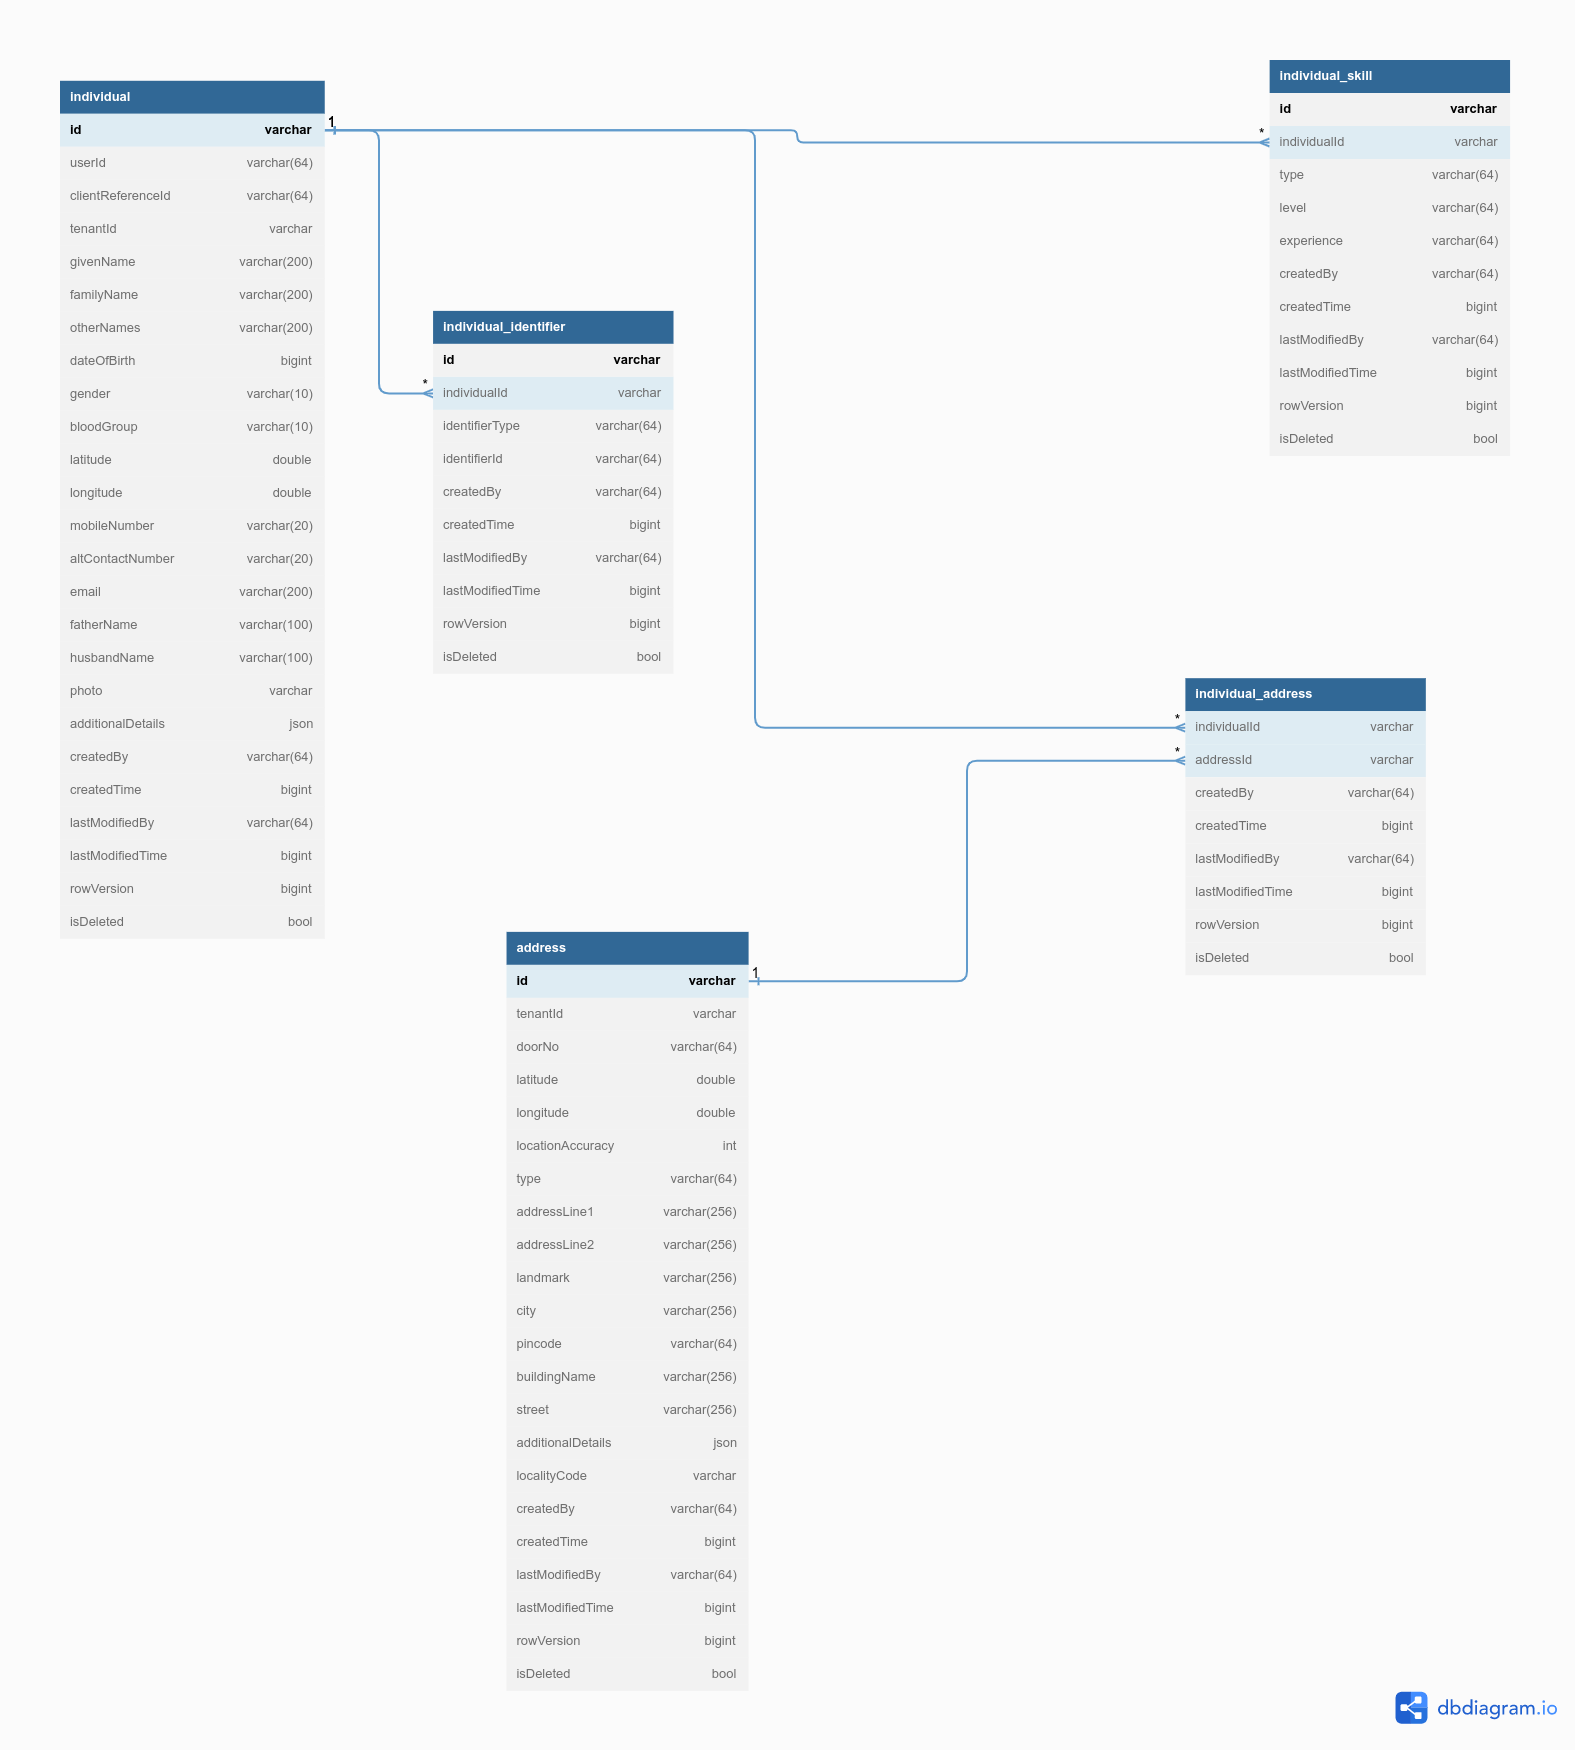 individual
id varchar
userId varchar(64)
clientReferenceId varchar(64)
tenantId varchar
givenName varchar(200)
familyName varchar(200)
otherNames varchar(200)
dateOfBirth bigint
gender varchar(10)
bloodGroup varchar(10)
latitude double
longitude double
mobileNumber varchar(20)
altContactNumber varchar(20)
email varchar(200)
fatherName varchar(100)
husbandName varchar(100)
photo varchar
additionalDetails json
createdBy varchar(64)
createdTime bigint
lastModifiedBy varchar(64)
lastModifiedTime bigint
rowVersion bigint
isDeleted bool
1
*
individual_identifier
id varchar
individualId varchar
identifierType varchar(64)
identifierId varchar(64)
createdBy varchar(64)
createdTime bigint
lastModifiedBy varchar(64)
lastModifiedTime bigint
rowVersion bigint
isDeleted bool
*
individual_skill
id varchar
individualId varchar
type varchar(64)
level varchar(64)
experience varchar(64)
createdBy varchar(64)
createdTime bigint
lastModifiedBy varchar(64)
lastModifiedTime bigint
rowVersion bigint
isDeleted bool
*
*
individual_address
individualId varchar
addressId varchar
createdBy varchar(64)
createdTime bigint
lastModifiedBy varchar(64)
lastModifiedTime bigint
rowVersion bigint
isDeleted bool
address
id varchar
1
tenantId varchar
doorNo varchar(64)
latitude double
longitude double
locationAccuracy int
type varchar(64)
addressLine1 varchar(256)
addressLine2 varchar(256)
landmark varchar(256)
city varchar(256)
pincode varchar(64)
buildingName varchar(256)
street varchar(256)
additionalDetails json
localityCode varchar
createdBy varchar(64)
createdTime bigint
lastModifiedBy varchar(64)
lastModifiedTime bigint
rowVersion bigint
isDeleted bool
dbdiagram.io